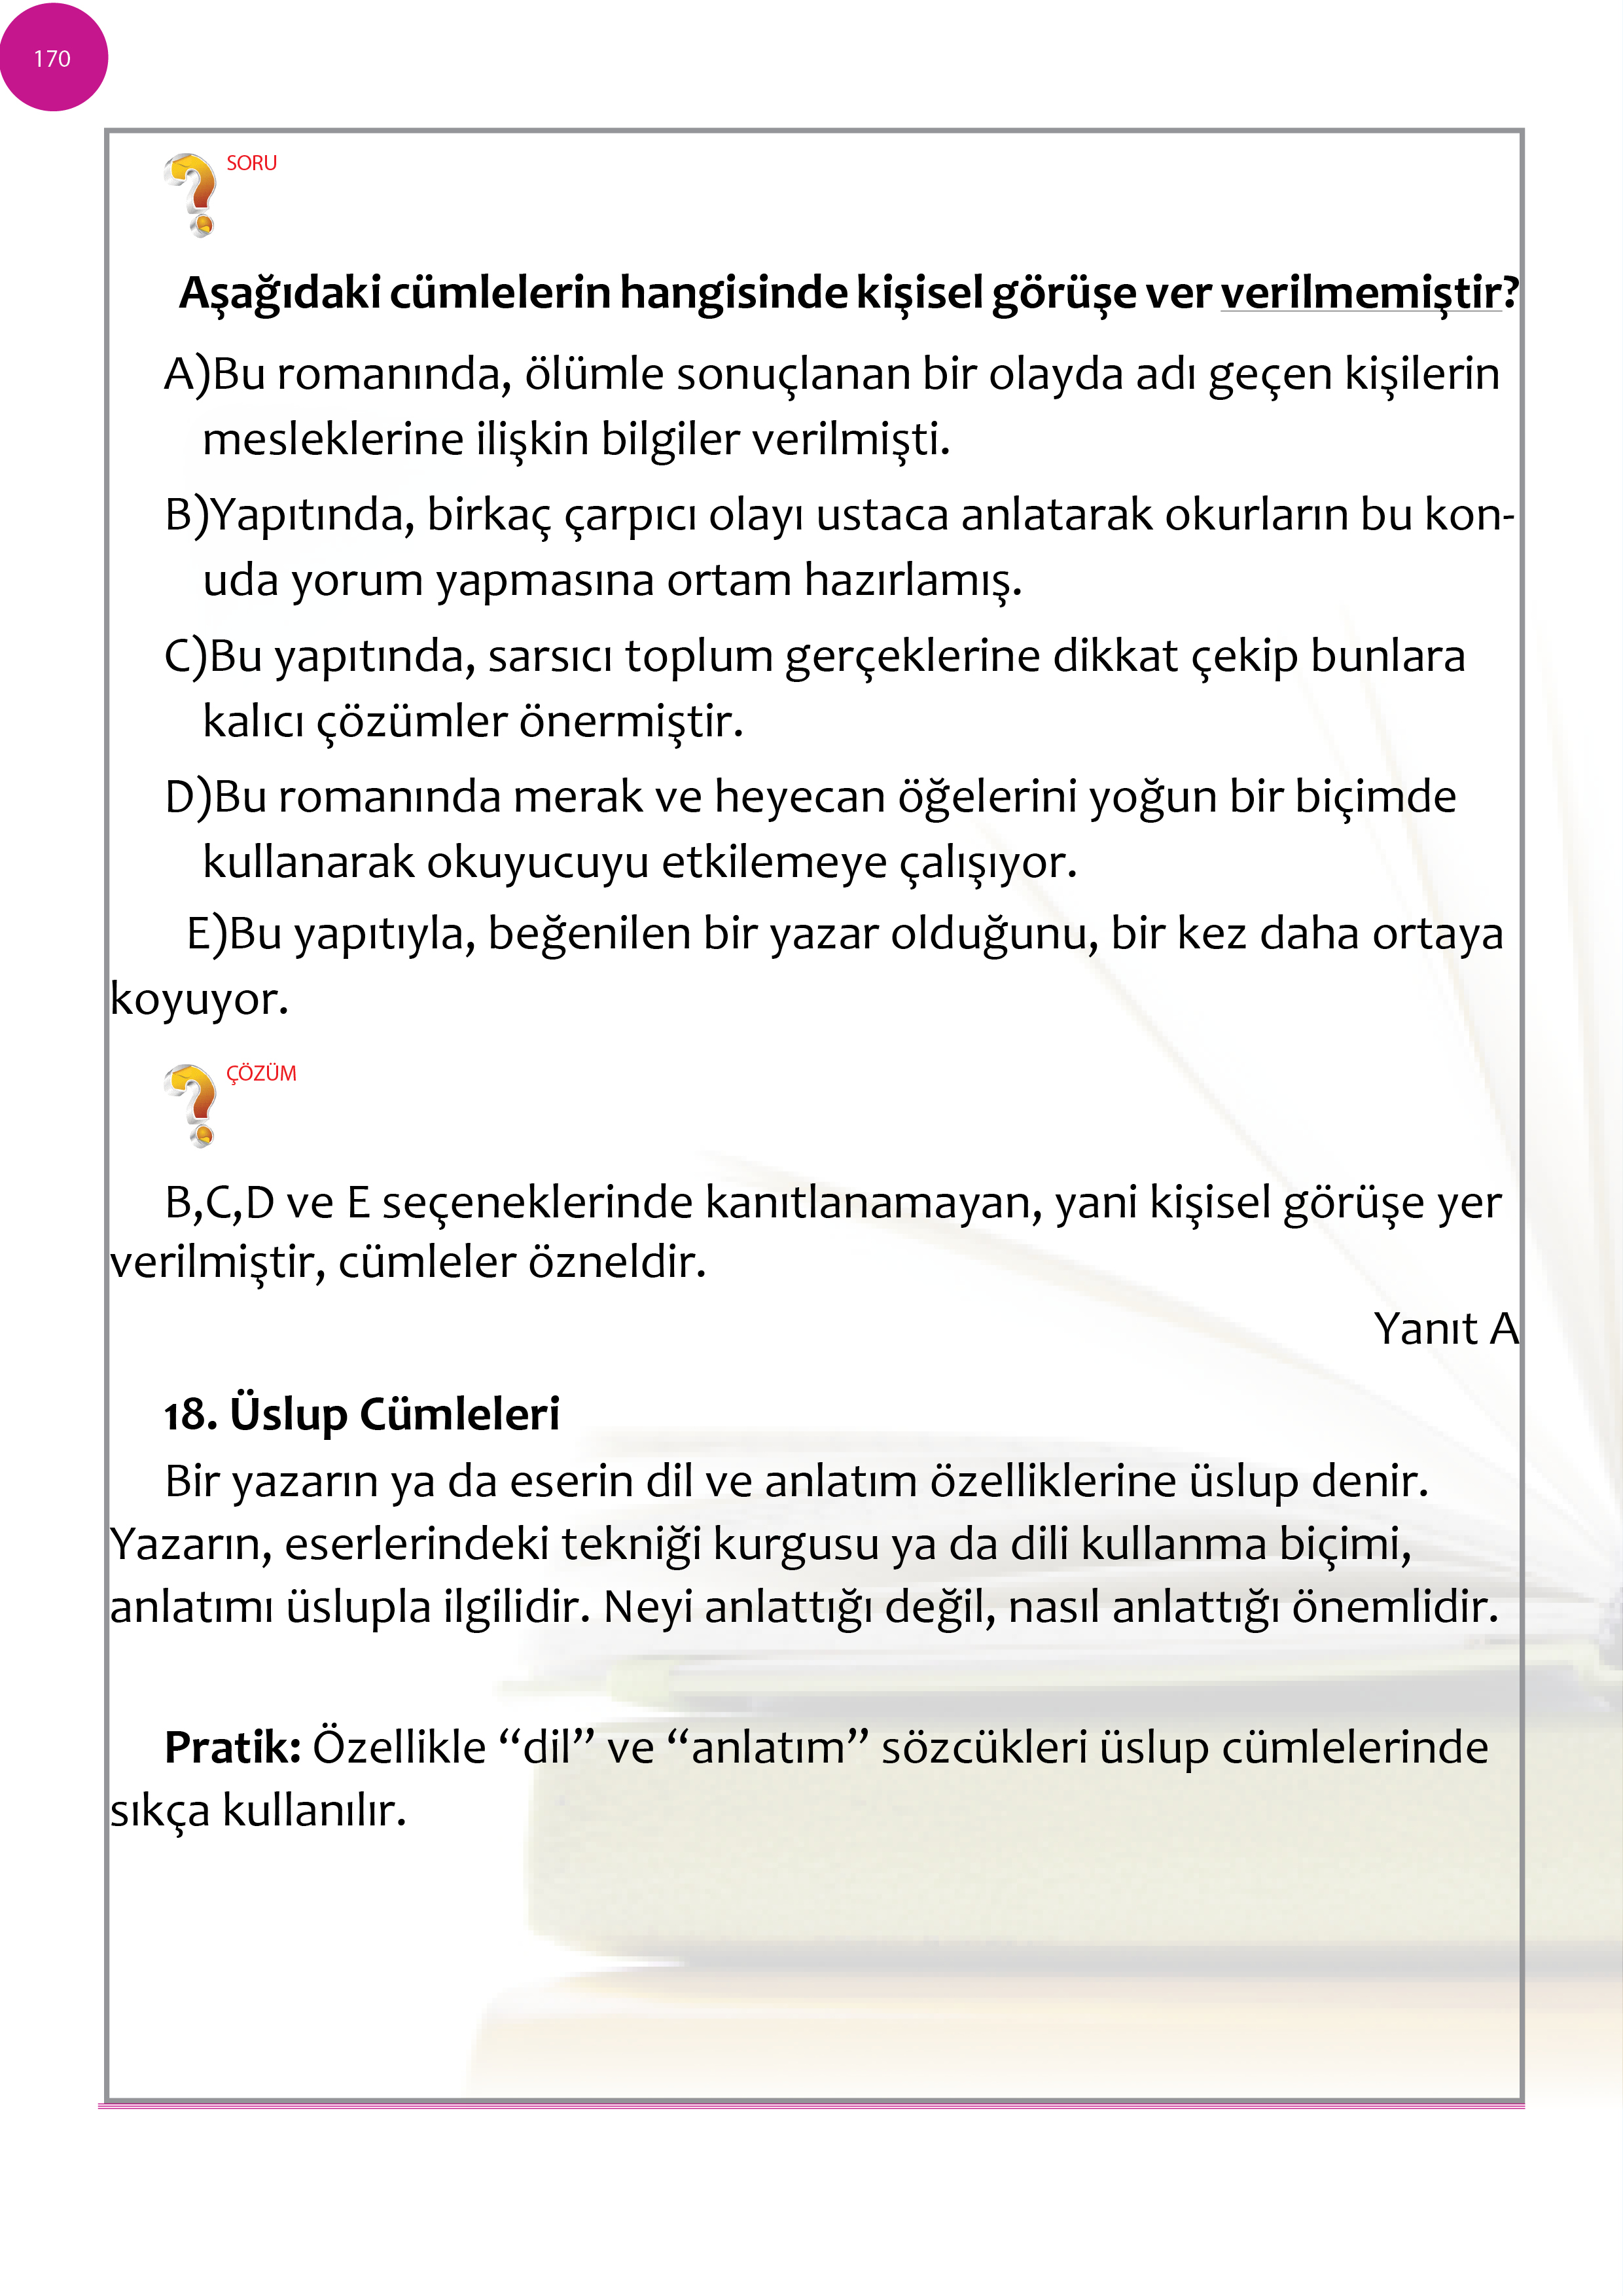 170
SORU
Aşağıdaki cümlelerin hangisinde kişisel görüşe ver verilmemiştir?
A)Bu romanında, ölümle sonuçlanan bir olayda adı geçen kişilerin
mesleklerine ilişkin bilgiler verilmişti.
B)Yapıtında, birkaç çarpıcı olayı ustaca anlatarak okurların bu kon-
uda yorum yapmasına ortam hazırlamış.
C)Bu yapıtında, sarsıcı toplum gerçeklerine dikkat çekip bunlara
kalıcı çözümler önermiştir.
D)Bu romanında merak ve heyecan öğelerini yoğun bir biçimde
kullanarak okuyucuyu etkilemeye çalışıyor.
E)Bu yapıtıyla, beğenilen bir yazar olduğunu, bir kez daha ortaya
koyuyor.
ÇÖZÜM
B,C,D ve E seçeneklerinde kanıtlanamayan, yani kişisel görüşe yer
verilmiştir, cümleler özneldir.
Yanıt A
18. Üslup Cümleleri
Bir yazarın ya da eserin dil ve anlatım özelliklerine üslup denir.
Yazarın, eserlerindeki tekniği kurgusu ya da dili kullanma biçimi,
anlatımı üslupla ilgilidir. Neyi anlattığı değil, nasıl anlattığı önemlidir.
Pratik: Özellikle “dil” ve “anlatım” sözcükleri üslup cümlelerinde
sıkça kullanılır.